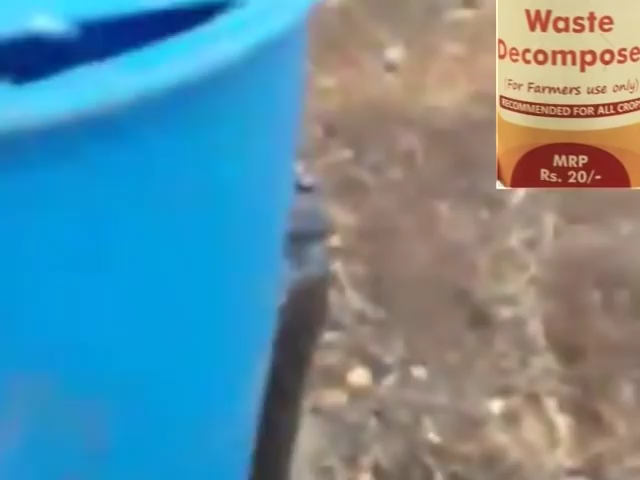 Waste
Decompose
(For Farmers use only)
RECOMMENDED FOR ALL CROP
MRP
Rs. 20/-